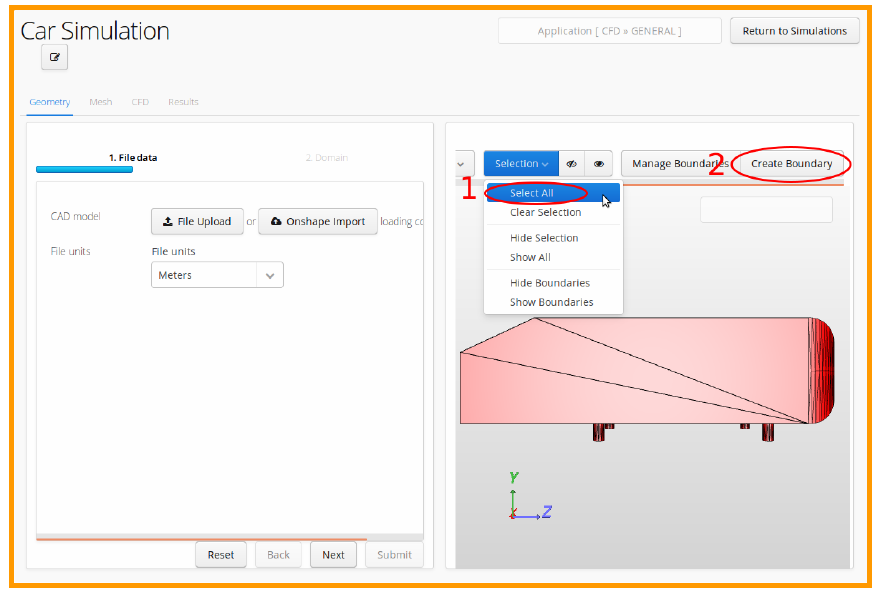 Car Simulation
Application [ CFD » GENERAL ]
Return to Simulations
Geometry Mesh CFD Results
1. File data
2. Domain
CAD model
File Upload or Onshape Import loading
File units
File units
Meters
Reset Back Next Submit
Selection
Manage Boundaries
2
Create Boundary
1
Select All
Clear Selection
Hide Selection
Show All
Hide Boundaries
Show Boundaries
Y
Z